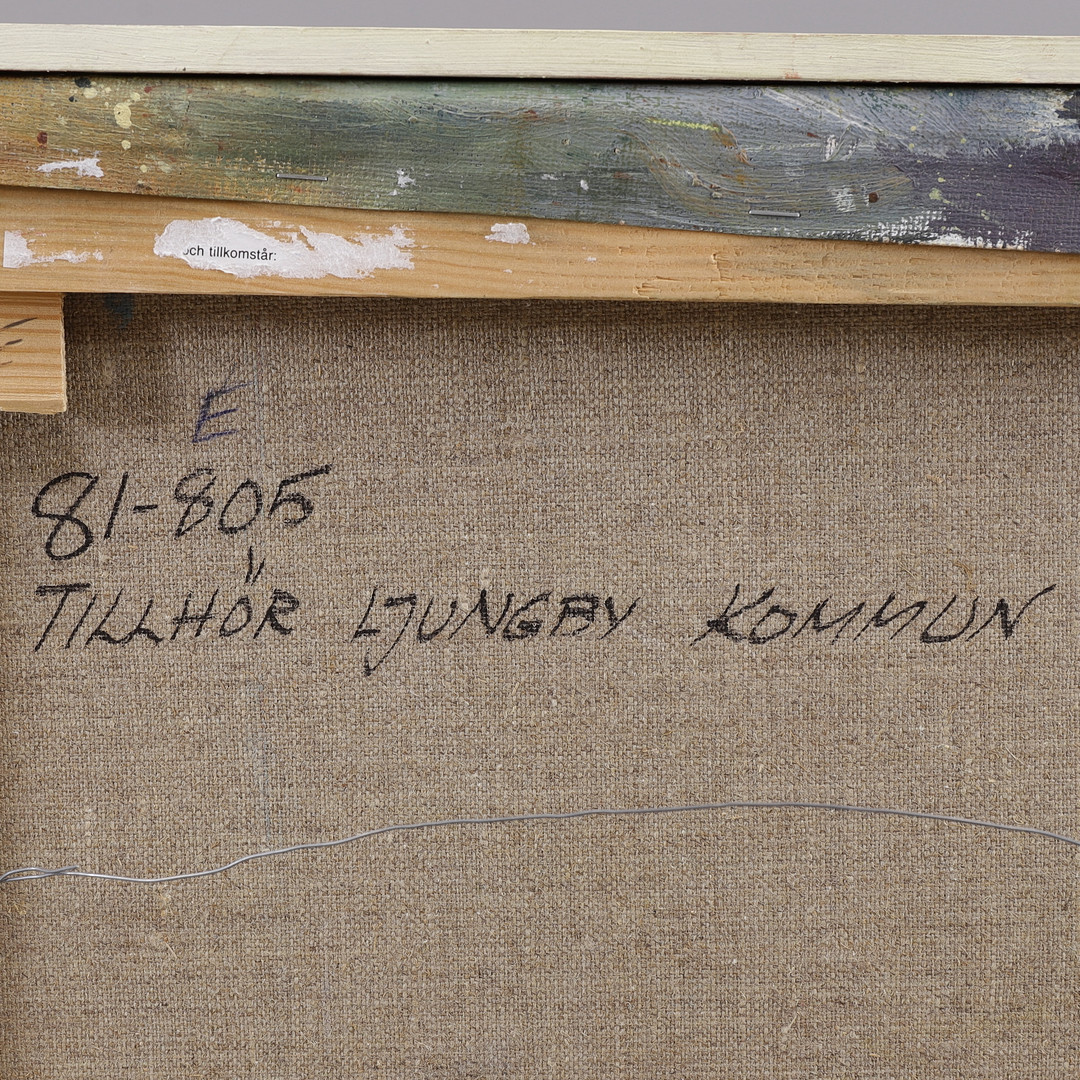 och tillkomstår:
E
81-805
TILLHÖR LJUNGBY KOMMUN